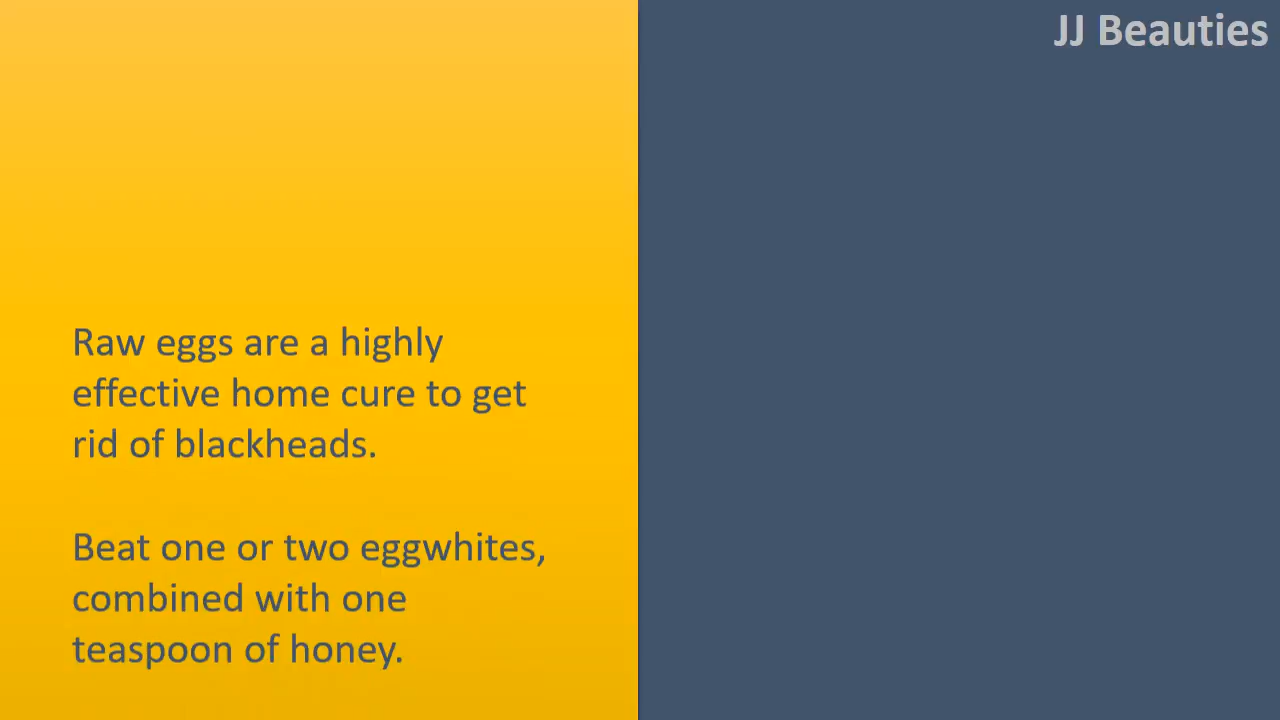 JJ Beauties
Raw eggs are a highly
effective home cure to get
rid of blackheads.
Beat one or two eggwhites,
combined with one
teaspoon of honey.